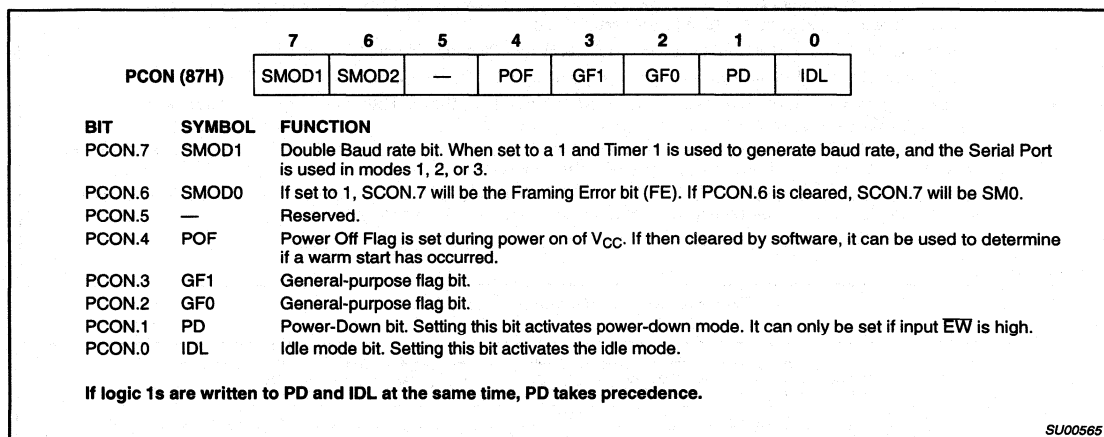 7 6 5 4 3 2 1 0
PCON (87H) SMOD1 SMOD2 — POF GF1 GF0 PD IDL
BIT SYMBOL FUNCTION
PCON.7 SMOD1 Double Baud rate bit. When set to a 1 and Timer 1 is used to generate baud rate, and the Serial Port
is used in modes 1, 2, or 3.
PCON.6 SMOD0 If set to 1, SCON.7 will be the Framing Error bit (FE). If PCON.6 is cleared, SCON.7 will be SM0.
PCON.5 — Reserved.
PCON.4 POF Power Off Flag is set during power on of VCC. If then cleared by software, it can be used to determine
if a warm start has occurred.
PCON.3 GF1 General-purpose flag bit.
PCON.2 GF0 General-purpose flag bit.
PCON.1 PD Power-Down bit. Setting this bit activates power-down mode. It can only be set if input E̅W̅ is high.
PCON.0 IDL Idle mode bit. Setting this bit activates the idle mode.
If logic 1s are written to PD and IDL at the same time, PD takes precedence.
SU00565